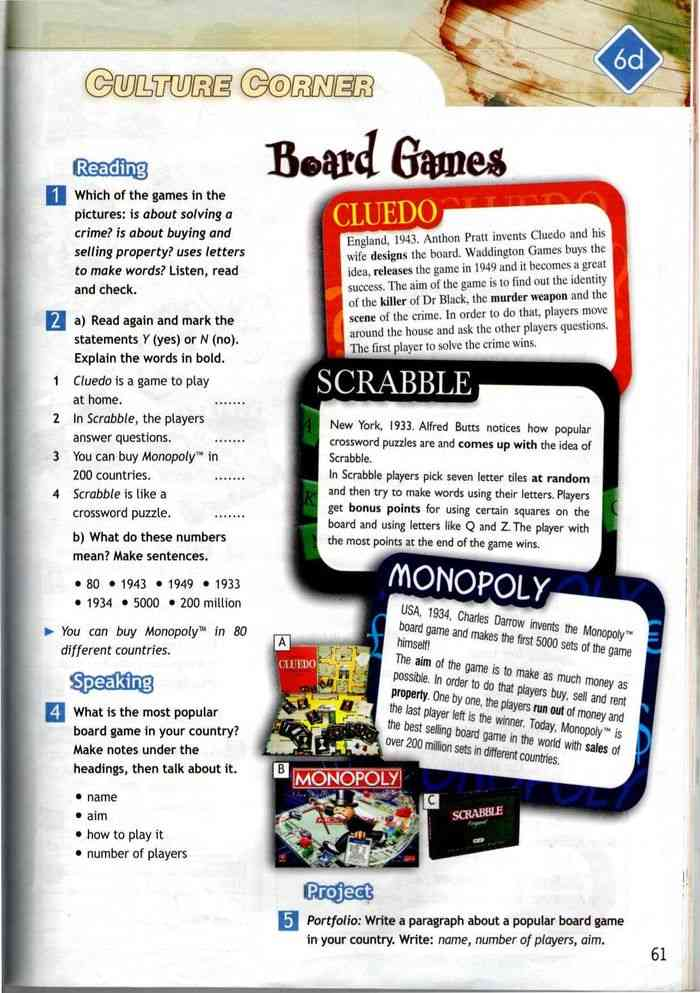 6d
CULTURE CORNER
Board Games
Reading
1 Which of the games in the
pictures: is about solving a
crime? is about buying and
selling property? uses letters
to make words? Listen, read
and check.
2 a) Read again and mark the
statements Y (yes) or N (no).
Explain the words in bold.
1 Cluedo is a game to play
at home. .......
2 In Scrabble, the players
answer questions. .......
3 You can buy Monopoly™ in
200 countries. .......
4 Scrabble is like a
crossword puzzle. .......
b) What do these numbers
mean? Make sentences.
• 80 • 1943 • 1949 • 1933
• 1934 • 5000 • 200 million
► You can buy Monopoly™ in 80
different countries.
Speaking
4 What is the most popular
board game in your country?
Make notes under the
headings, then talk about it.
• name
• aim
• how to play it
• number of players
CLUEDO
England, 1943. Anthon Pratt invents Cluedo and his
wife designs the board. Waddington Games buys the
idea, releases the game in 1949 and it becomes a great
success. The aim of the game is to find out the identity
of the killer of Dr Black, the murder weapon and the
scene of the crime. In order to do that, players move
around the house and ask the other players questions.
The first player to solve the crime wins.
SCRABBLE
New York, 1933. Alfred Butts notices how popular
crossword puzzles are and comes up with the idea of
Scrabble.
In Scrabble players pick seven letter tiles at random
and then try to make words using their letters. Players
get bonus points for using certain squares on the
board and using letters like Q and Z. The player with
the most points at the end of the game wins.
MONOPOLY
USA, 1934, Charles Darrow invents the Monopoly™
board game and makes the first 5000 sets of the game
himself!
The aim of the game is to make as much money as
possible. In order to do that players buy, sell and rent
property. One by one, the players run out of money and
the last player left is the winner. Today, Monopoly™ is
the best selling board game in the world with sales of
over 200 million sets in different countries.
A
CLUEDO
B
MONOPOLY
C
SCRABBLE
Project
5 Portfolio: Write a paragraph about a popular board game
in your country. Write: name, number of players, aim.
61